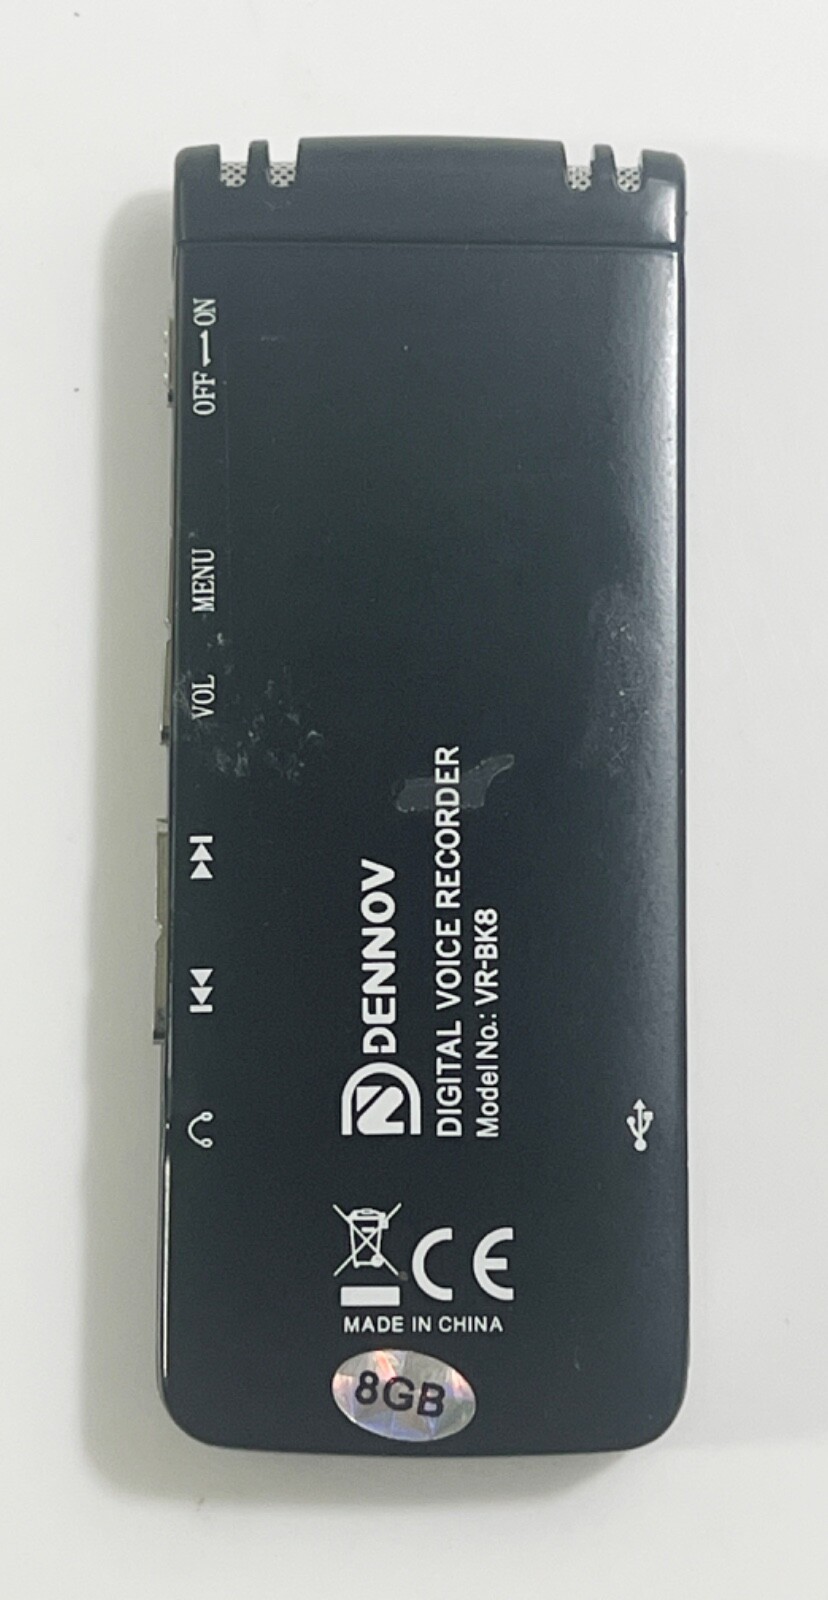 OFF — ON
MENU
VOL
DENNOV
DIGITAL VOICE RECORDER
Model No.: VR-BK8
CE
MADE IN CHINA
8GB